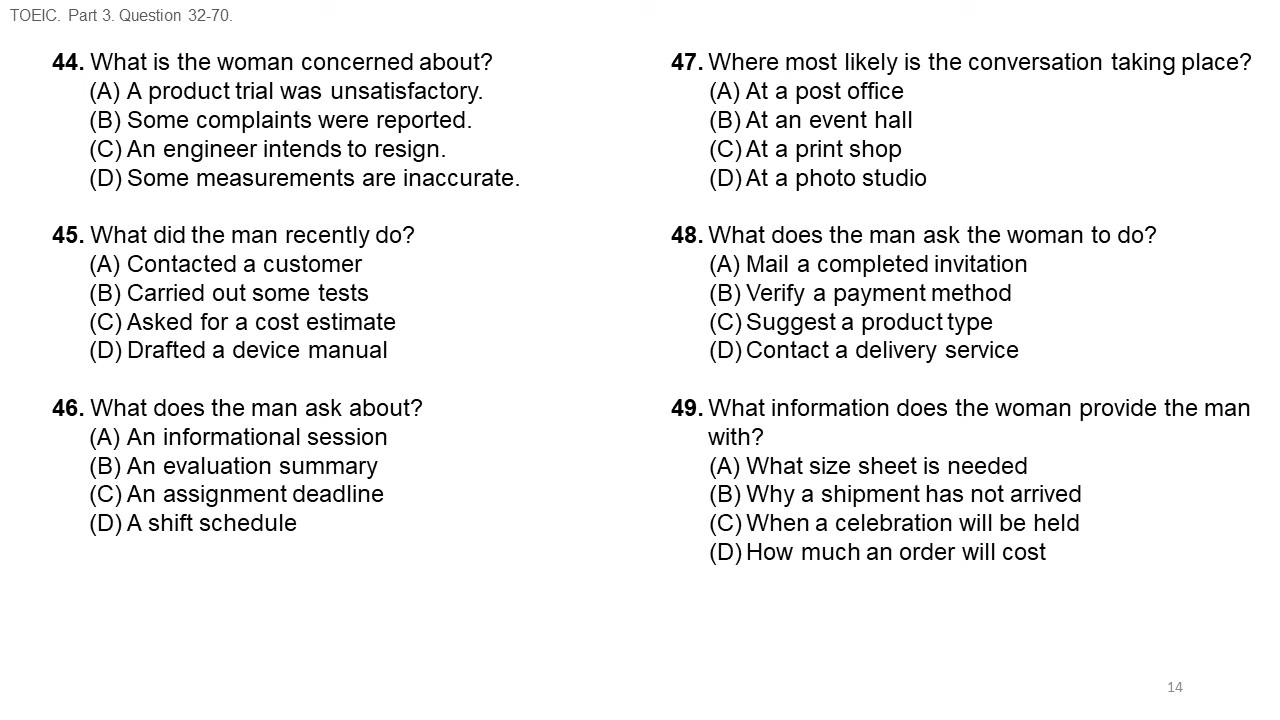 TOEIC. Part 3. Question 32-70.
44. What is the woman concerned about?
(A) A product trial was unsatisfactory.
(B) Some complaints were reported.
(C) An engineer intends to resign.
(D) Some measurements are inaccurate.
45. What did the man recently do?
(A) Contacted a customer
(B) Carried out some tests
(C) Asked for a cost estimate
(D) Drafted a device manual
46. What does the man ask about?
(A) An informational session
(B) An evaluation summary
(C) An assignment deadline
(D) A shift schedule
47. Where most likely is the conversation taking place?
(A) At a post office
(B) At an event hall
(C) At a print shop
(D) At a photo studio
48. What does the man ask the woman to do?
(A) Mail a completed invitation
(B) Verify a payment method
(C) Suggest a product type
(D) Contact a delivery service
49. What information does the woman provide the man
with?
(A) What size sheet is needed
(B) Why a shipment has not arrived
(C) When a celebration will be held
(D) How much an order will cost
14